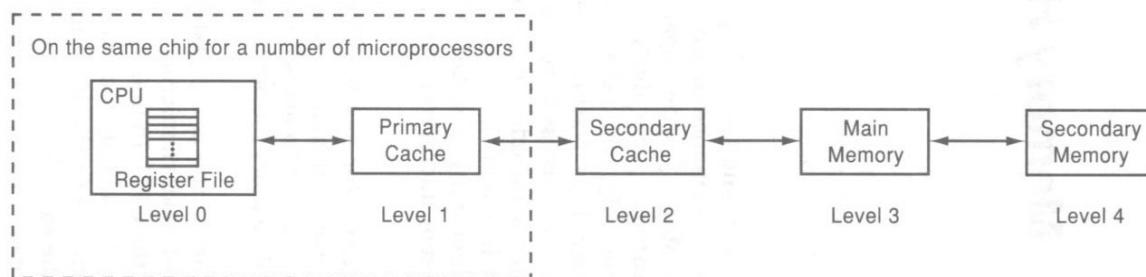 On the same chip for a number of microprocessors
CPU
Register File
Level 0
Primary
Cache
Level 1
Secondary
Cache
Level 2
Main
Memory
Level 3
Secondary
Memory
Level 4